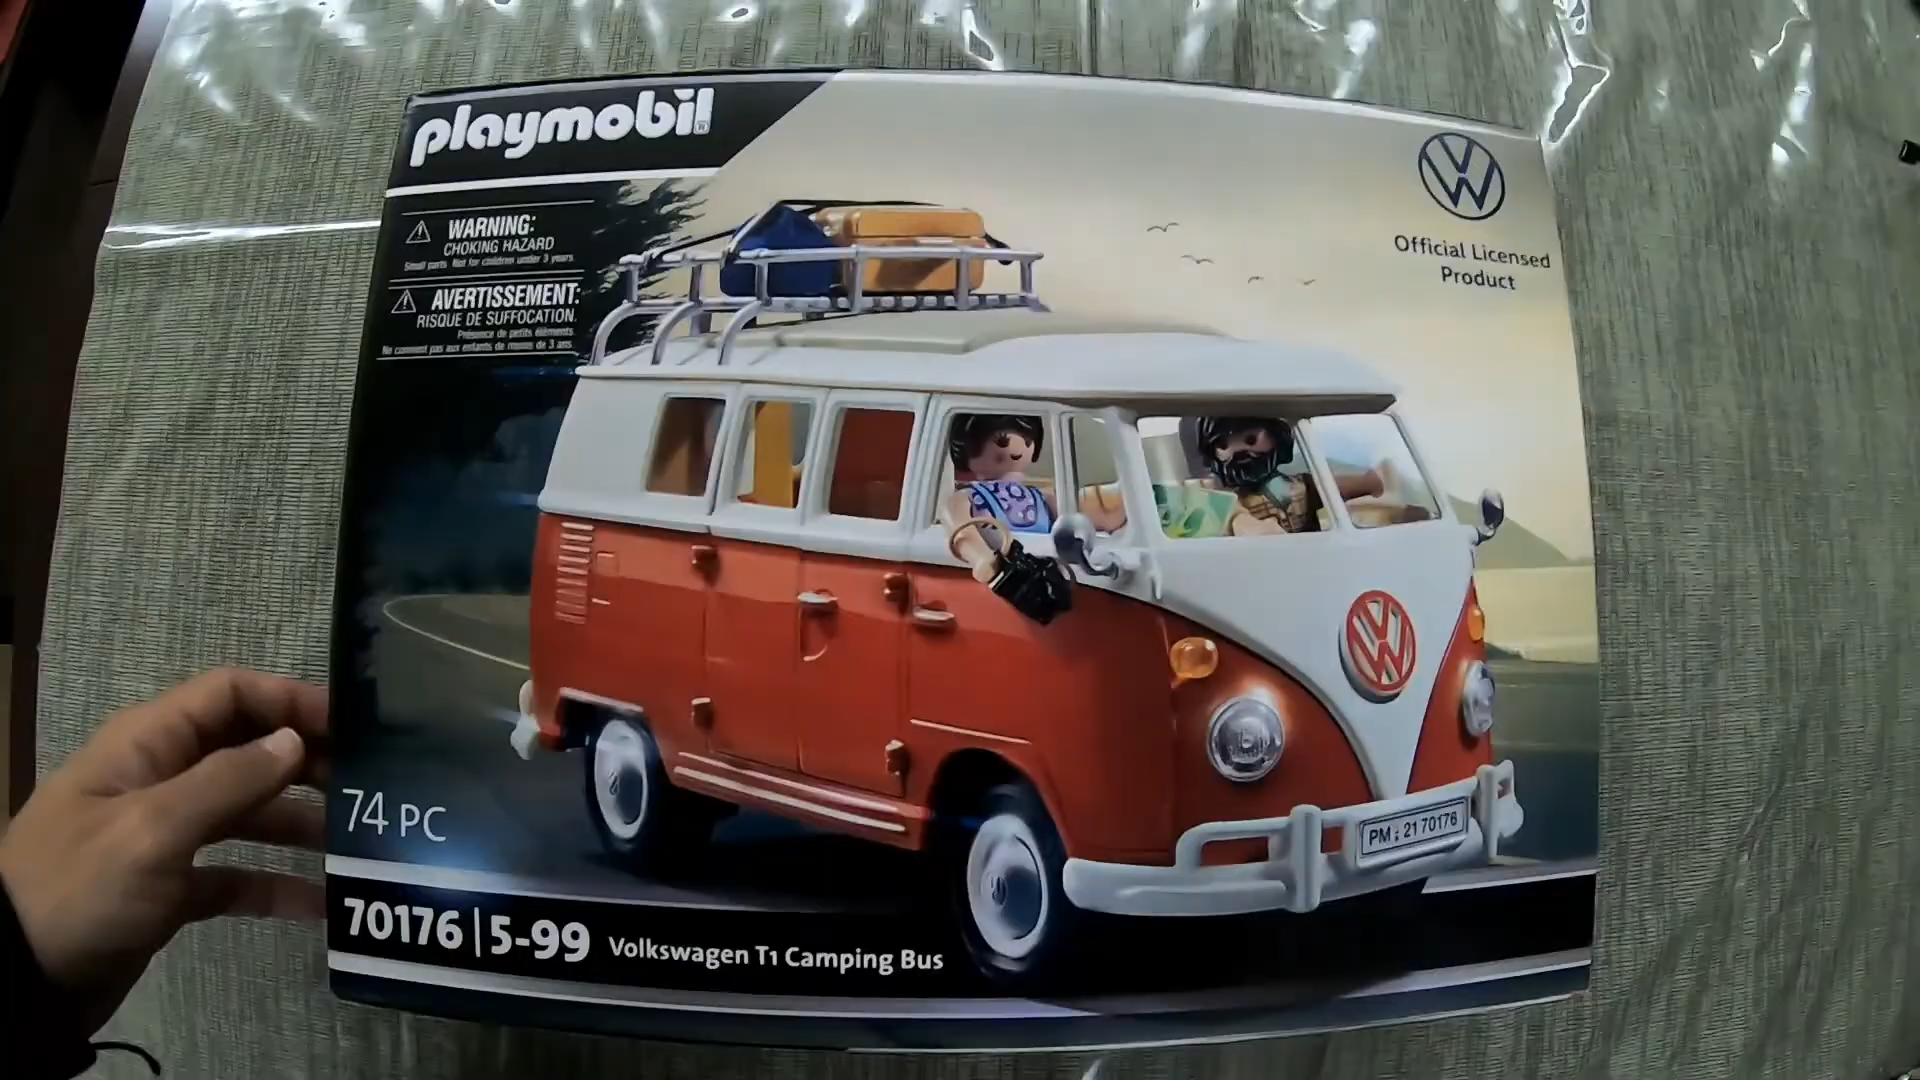 playmobil
WARNING:
CHOKING HAZARD
Small parts. Not for children under 3 years.
AVERTISSEMENT:
RISQUE DE SUFFOCATION.
Présence de petits éléments.
Ne convient pas aux enfants de moins de 3 ans.
Official Licensed
Product
PM : 21 70176
74 PC
70176 | 5-99 Volkswagen T1 Camping Bus